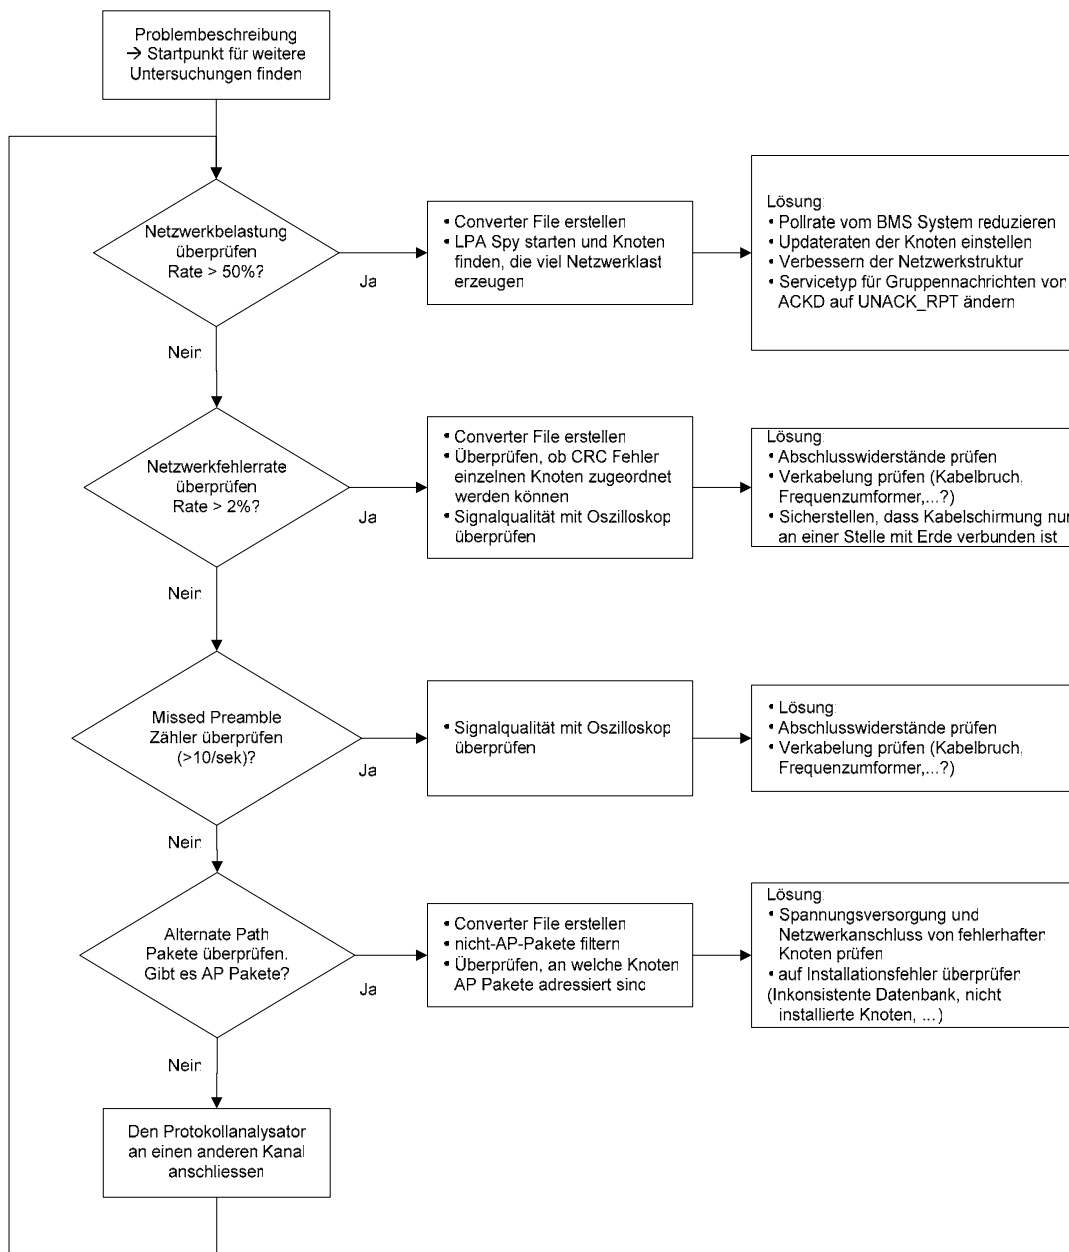 Problembeschreibung
→ Startpunkt für weitere
Untersuchungen finden
Netzwerkbelastung
überprüfen
Rate > 50%?
Ja
• Converter File erstellen
• LPA Spy starten und Knoten
finden, die viel Netzwerklast
erzeugen
Lösung:
• Pollrate vom BMS System reduzieren
• Updateraten der Knoten einstellen
• Verbessern der Netzwerkstruktur
• Servicetyp für Gruppennachrichten von
ACKD auf UNACK_RPT ändern
Nein
Netzwerkfehlerrate
überprüfen
Rate > 2%?
Ja
• Converter File erstellen
• Überprüfen, ob CRC Fehler
einzelnen Knoten zugeordnet
werden können
• Signalqualität mit Oszilloskop
überprüfen
Lösung:
• Abschlusswiderstände prüfen
• Verkabelung prüfen (Kabelbruch,
Frequenzumformer,...?)
• Sicherstellen, dass Kabelschirmung nur
an einer Stelle mit Erde verbunden ist
Nein
Missed Preamble
Zähler überprüfen
(>10/sek)?
Ja
• Signalqualität mit Oszilloskop
überprüfen
• Lösung:
• Abschlusswiderstände prüfen
• Verkabelung prüfen (Kabelbruch,
Frequenzumformer,...?)
Nein
Alternate Path
Pakete überprüfen.
Gibt es AP Pakete?
Ja
• Converter File erstellen
• nicht-AP-Pakete filtern
• Überprüfen, an welche Knoten
AP Pakete adressiert sind
Lösung:
• Spannungsversorgung und
Netzwerkanschluss von fehlerhaften
Knoten prüfen
• auf Installationsfehler überprüfen
(Inkonsistente Datenbank, nicht
installierte Knoten, ...)
Nein
Den Protokollanalysator
an einen anderen Kanal
anschliessen